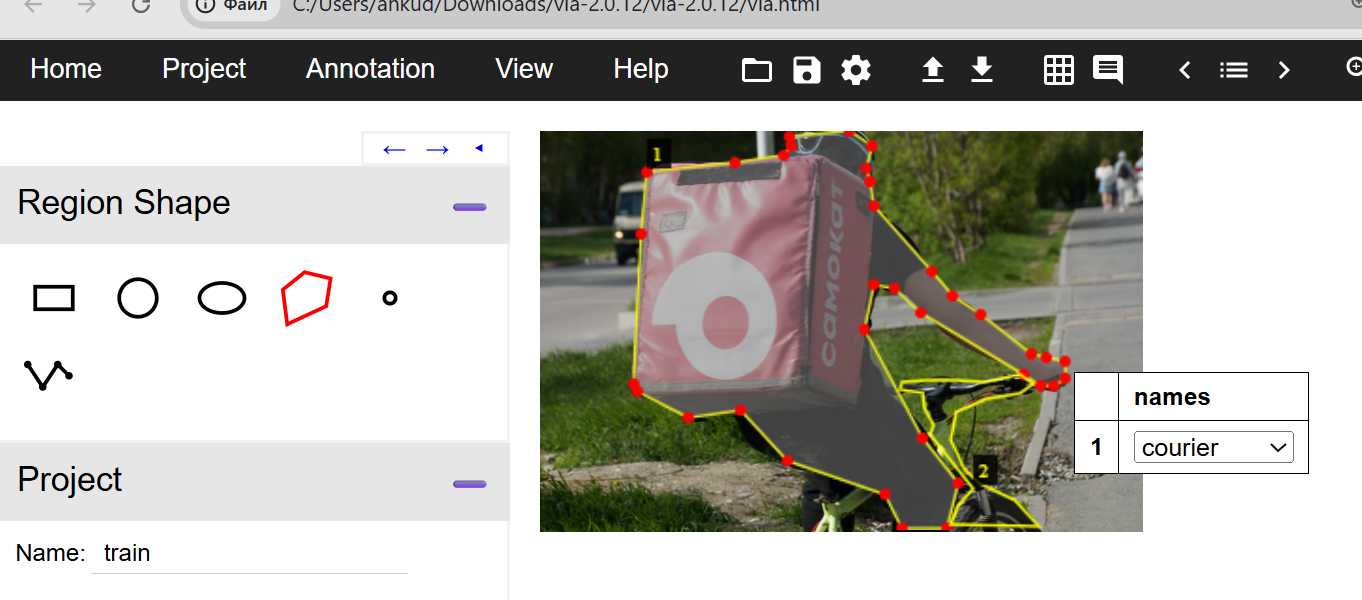 Файл C:/Users/ankud/Downloads/via-2.0.12/via-2.0.12/via.html
Home Project Annotation View Help
Region Shape
Project
Name: train
1
самокат
2
names
1 courier